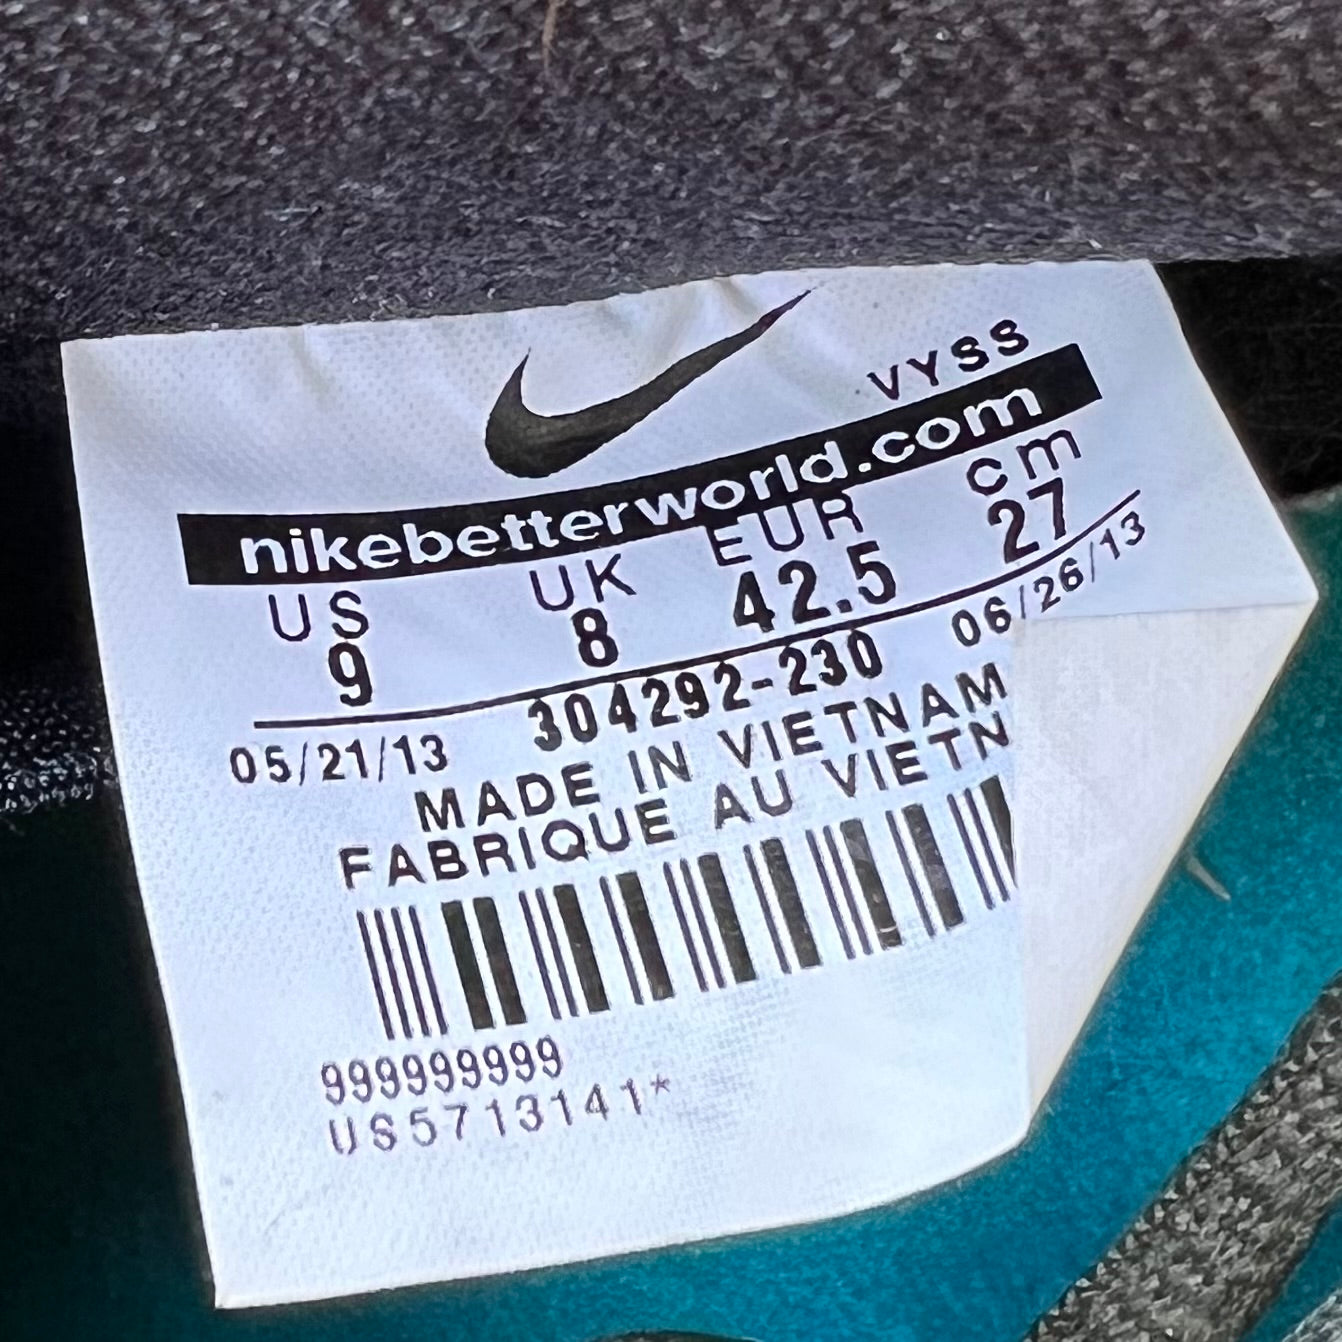 VYSS
nikebetterworld.com
US UK EUR cm
9 8 42.5 27
05/21/13 304292-230 06/26/13
MADE IN VIETNAM
FABRIQUE AU VIETN
999999999
US5713141*